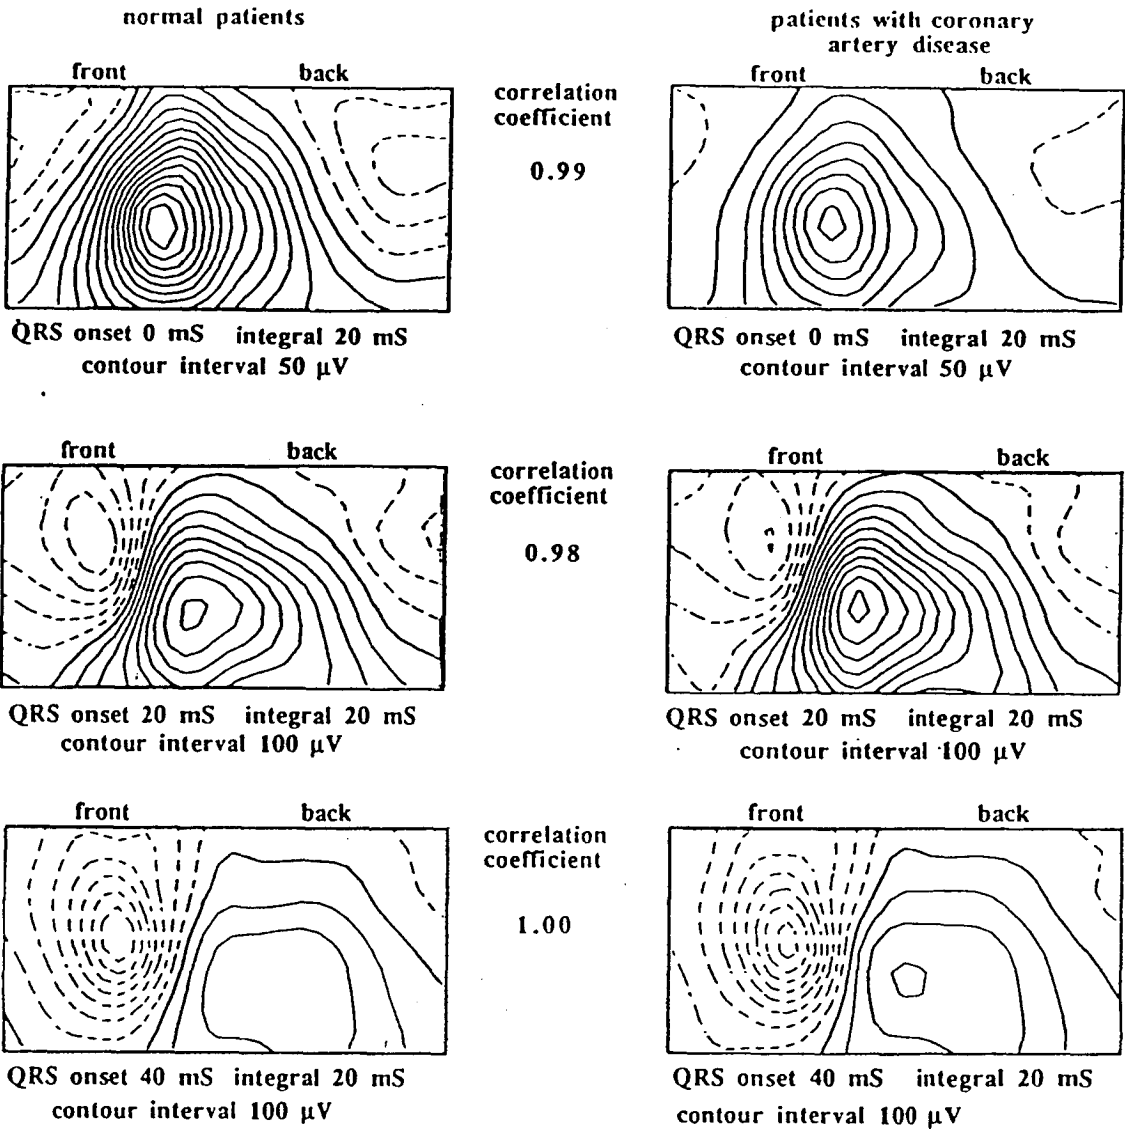 normal patients
patients with coronary
artery disease
front back
correlation
coefficient
0.99
front back
QRS onset 0 mS integral 20 mS
contour interval 50 µV
QRS onset 0 mS integral 20 mS
contour interval 50 µV
front back
correlation
coefficient
0.98
front back
QRS onset 20 mS integral 20 mS
contour interval 100 µV
QRS onset 20 mS integral 20 mS
contour interval 100 µV
front back
correlation
coefficient
1.00
front back
QRS onset 40 mS integral 20 mS
contour interval 100 µV
QRS onset 40 mS integral 20 mS
contour interval 100 µV